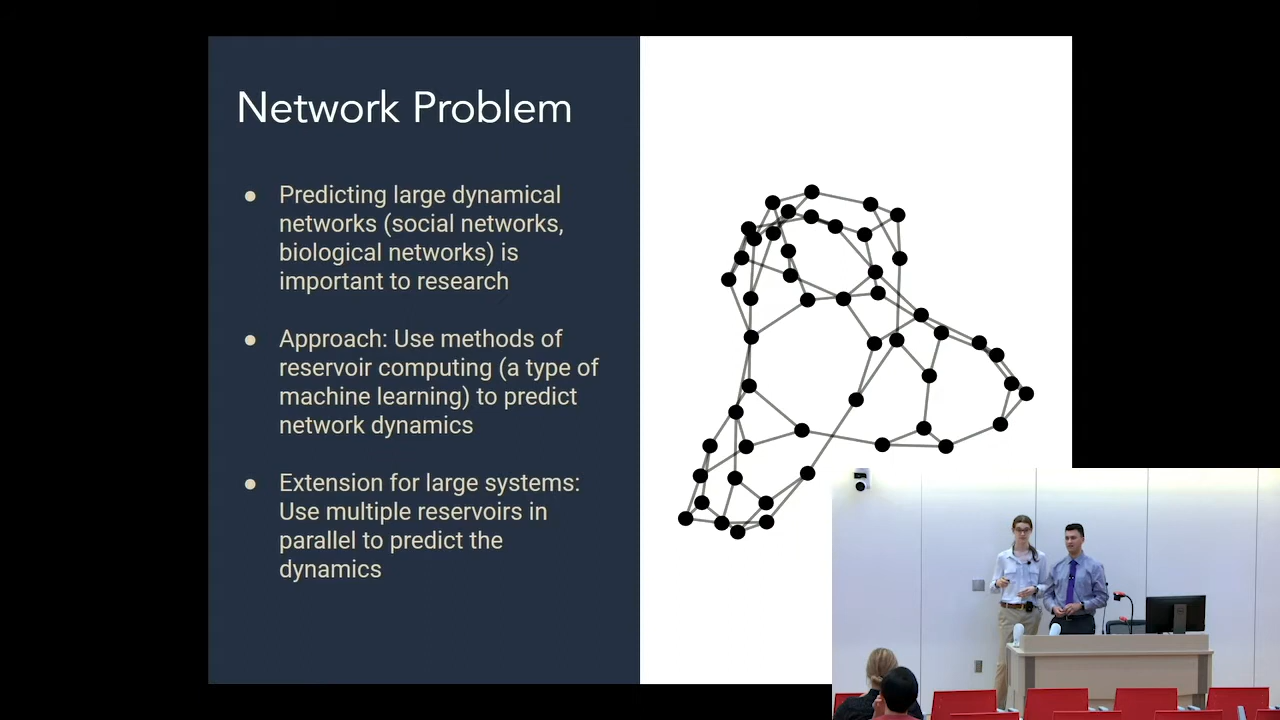 Network Problem
● Predicting large dynamical
networks (social networks,
biological networks) is
important to research
● Approach: Use methods of
reservoir computing (a type of
machine learning) to predict
network dynamics
● Extension for large systems:
Use multiple reservoirs in
parallel to predict the
dynamics